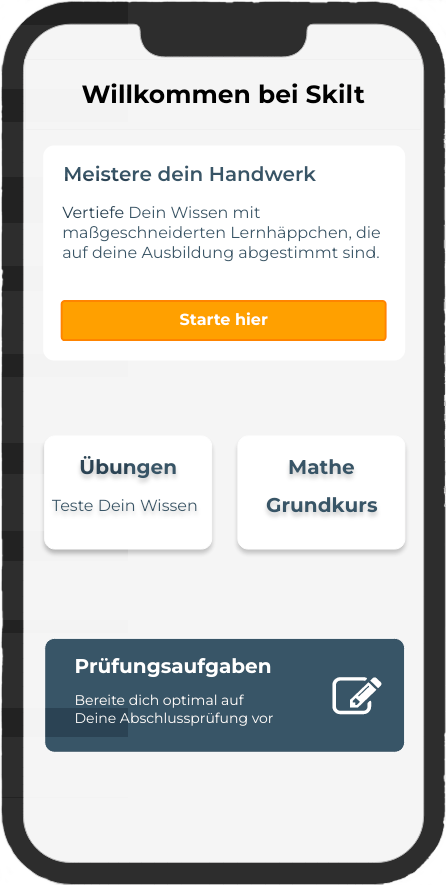 Willkommen bei Skilt
Meistere dein Handwerk
Vertiefe Dein Wissen mit
maßgeschneiderten Lernhäppchen, die
auf deine Ausbildung abgestimmt sind.
Starte hier
Übungen
Teste Dein Wissen
Mathe
Grundkurs
Prüfungsaufgaben
Bereite dich optimal auf
Deine Abschlussprüfung vor